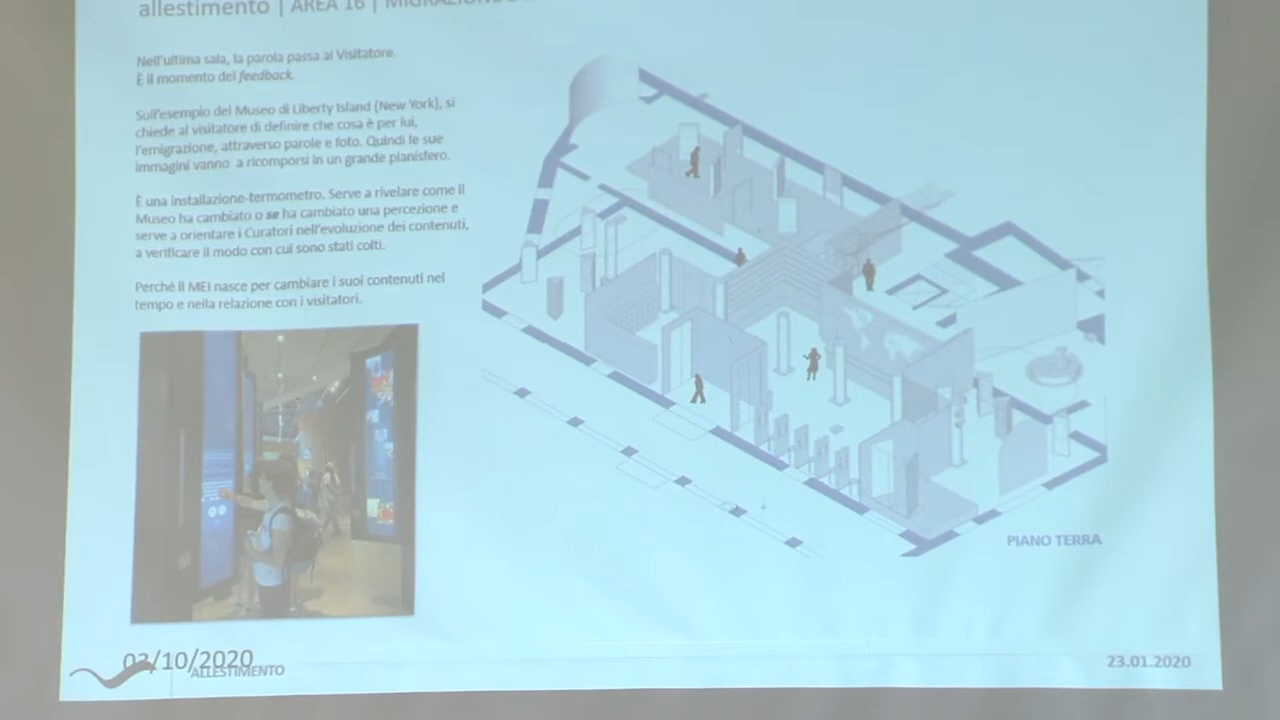 allestimento | AREA 16 | MIGRAZIONE
Nell'ultima sala, la parola passa al Visitatore.
È il momento del feedback.
Sull'esempio del Museo di Liberty Island (New York), si
chiede al visitatore di definire che cosa è per lui,
l'emigrazione, attraverso parole e foto. Quindi le sue
immagini vanno a ricomporsi in un grande planisfero.
È una installazione-termometro. Serve a rivelare come il
Museo ha cambiato o se ha cambiato una percezione e
serve a orientare i Curatori nell'evoluzione dei contenuti,
a verificare il modo con cui sono stati colti.
Perché il MEI nasce per cambiare i suoi contenuti nel
tempo e nella relazione con i visitatori.
PIANO TERRA
03/10/2020
ALLESTIMENTO
23.01.2020